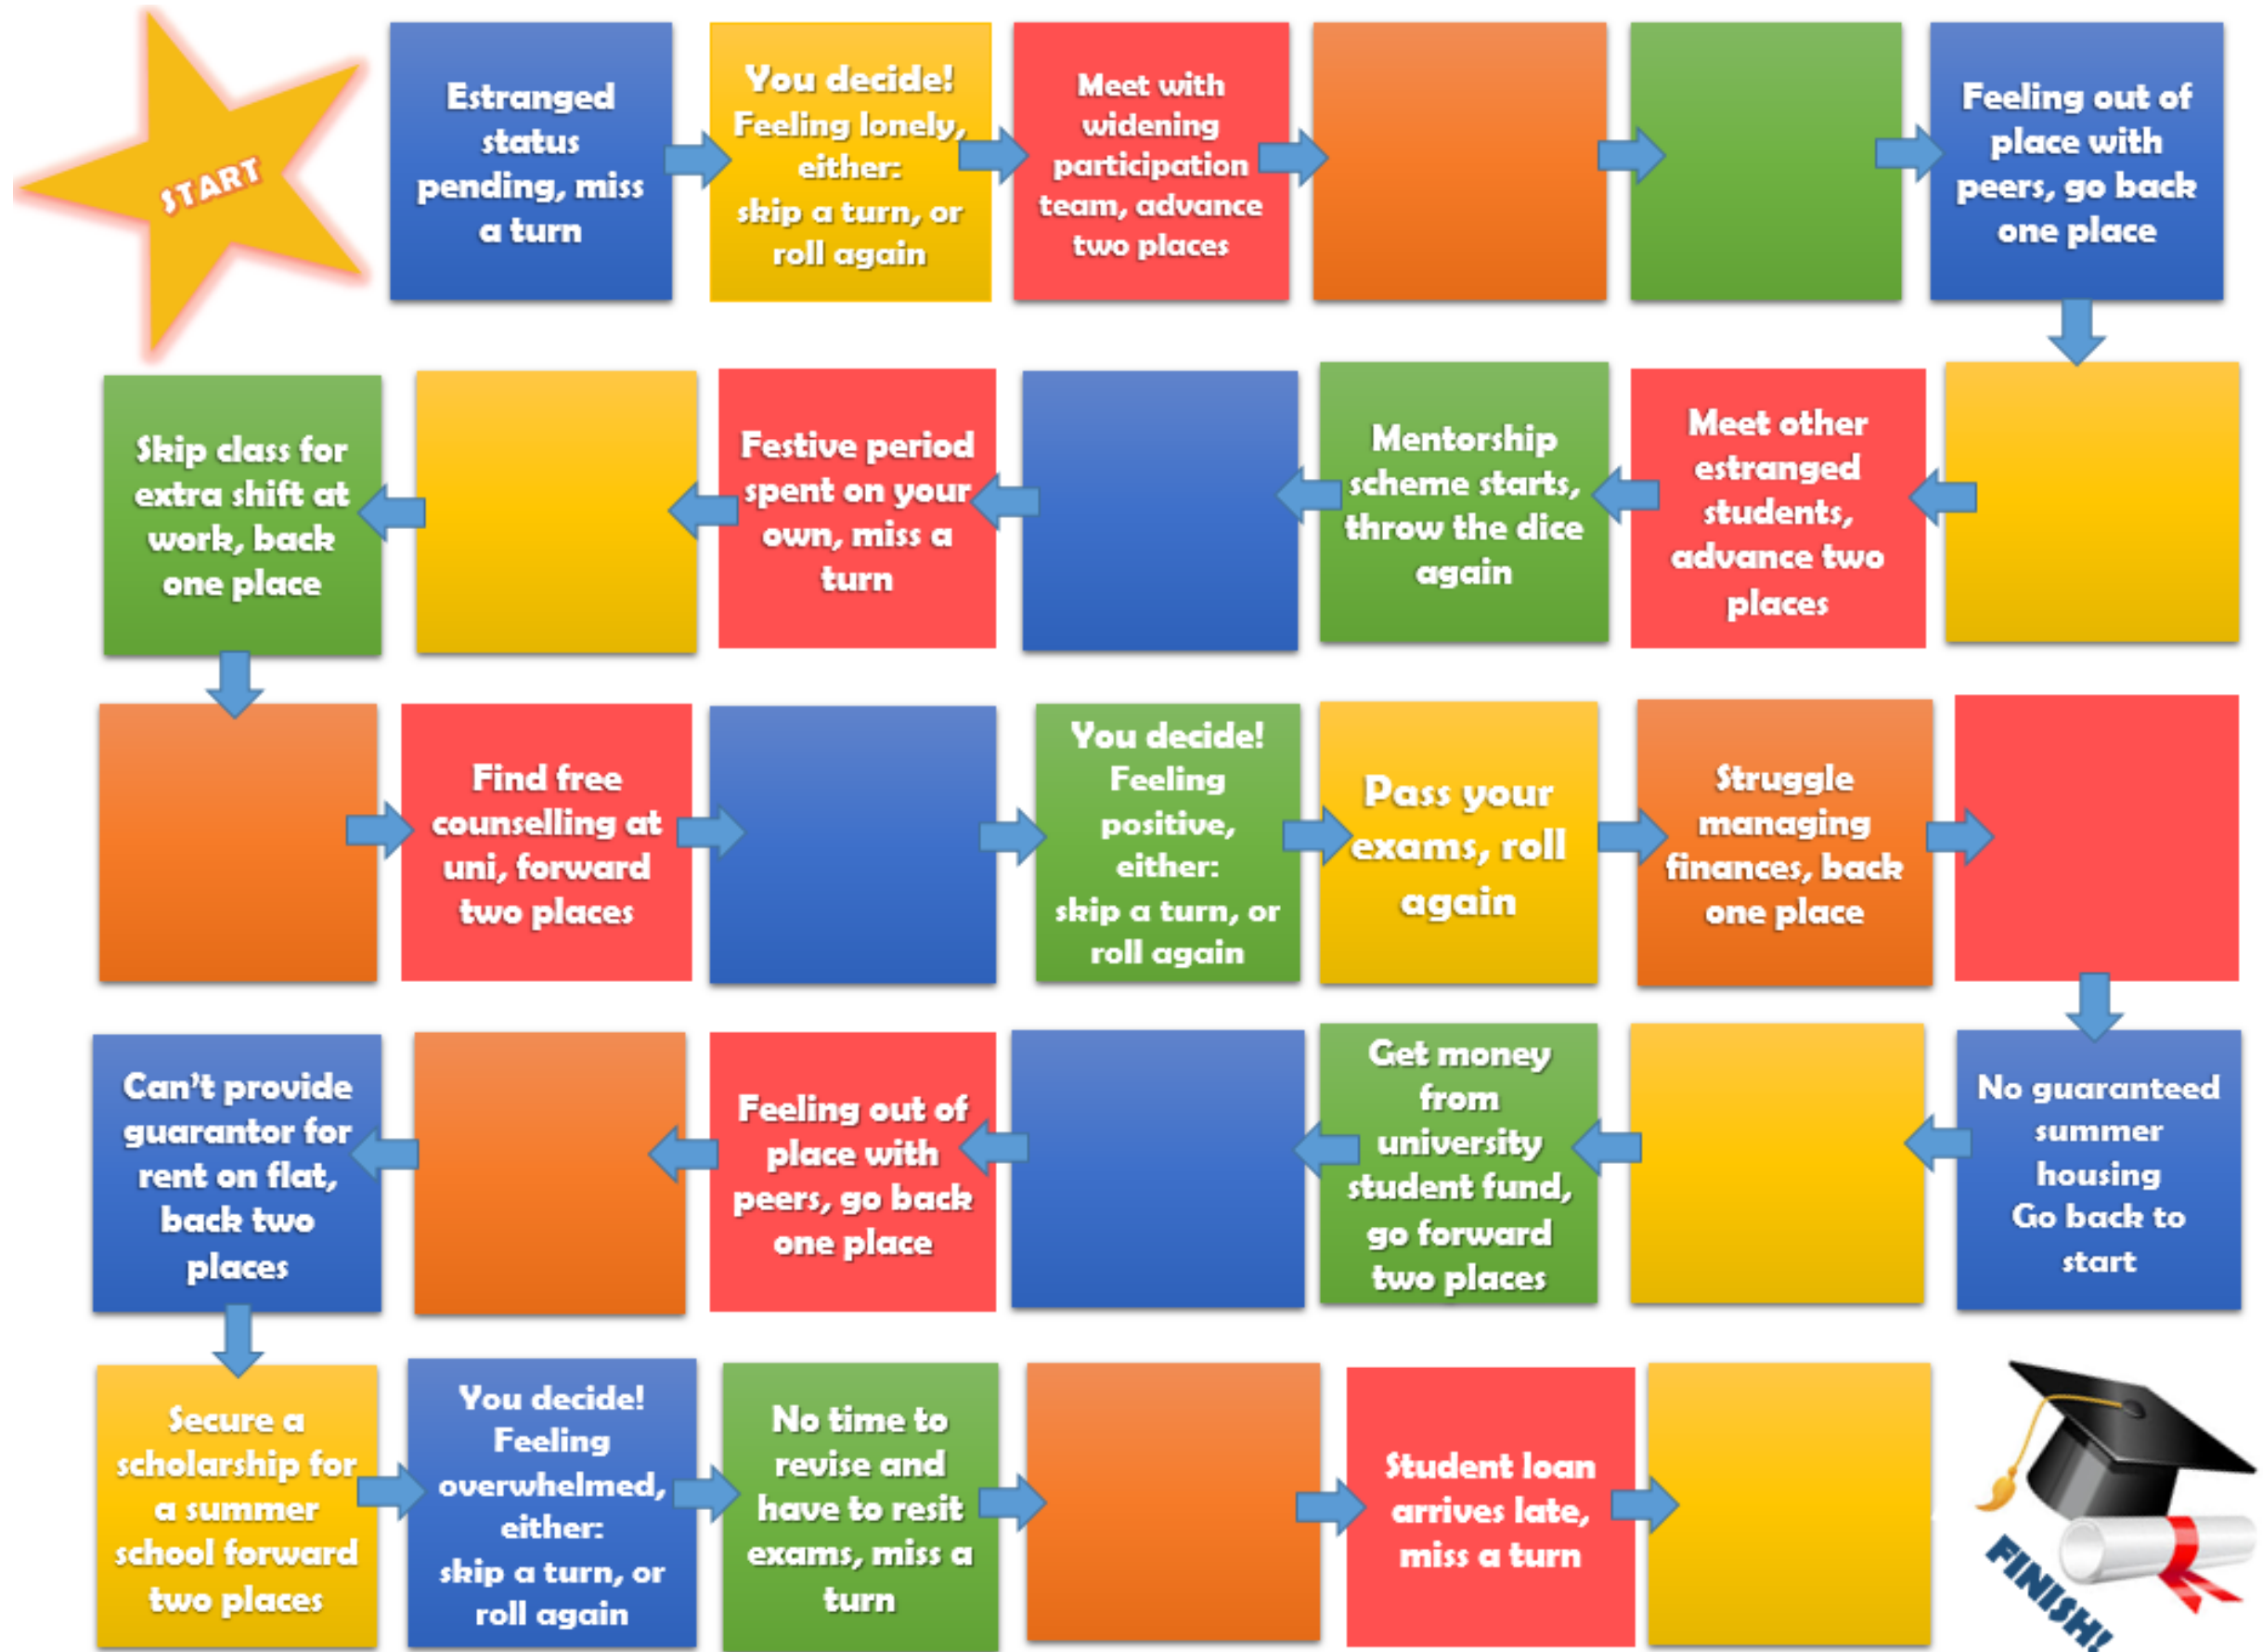 START
Estranged
status
pending, miss
a turn
You decide!
Feeling lonely,
either:
skip a turn, or
roll again
Meet with
widening
participation
team, advance
two places
Feeling out of
place with
peers, go back
one place
Meet other
estranged
students,
advance two
places
Mentorship
scheme starts,
throw the dice
again
Festive period
spent on your
own, miss a
turn
Skip class for
extra shift at
work, back
one place
Find free
counselling at
uni, forward
two places
You decide!
Feeling
positive,
either:
skip a turn, or
roll again
Pass your
exams, roll
again
Struggle
managing
finances, back
one place
No guaranteed
summer
housing
Go back to
start
Get money
from
university
student fund,
go forward
two places
Feeling out of
place with
peers, go back
one place
Can't provide
guarantor for
rent on flat,
back two
places
Secure a
scholarship for
a summer
school forward
two places
You decide!
Feeling
overwhelmed,
either:
skip a turn, or
roll again
No time to
revise and
have to resit
exams, miss a
turn
Student loan
arrives late,
miss a turn
FINISH!